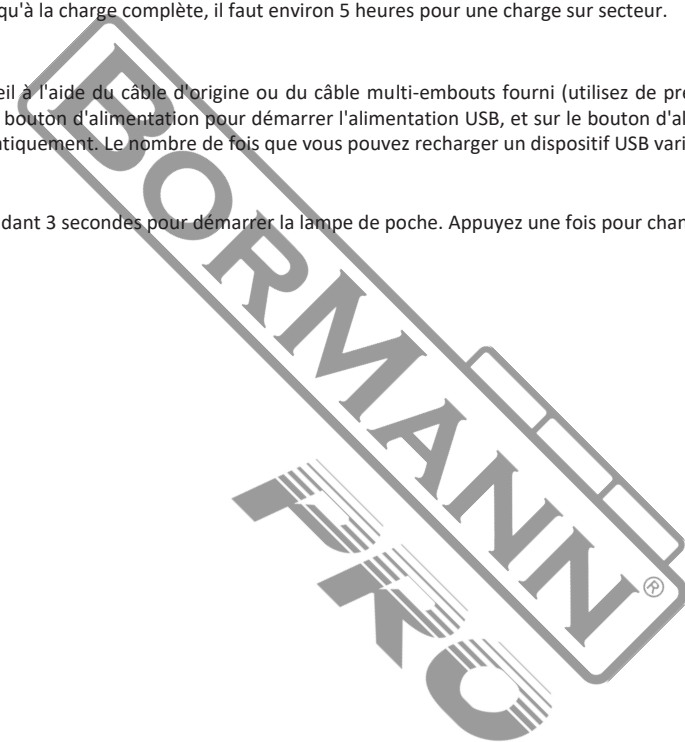 qu'à la charge complète, il faut environ 5 heures pour une charge sur secteur.
eil à l'aide du câble d'origine ou du câble multi-embouts fourni (utilisez de pré
bouton d'alimentation pour démarrer l'alimentation USB, et sur le bouton d'al
tiquement. Le nombre de fois que vous pouvez recharger un dispositif USB vari
dant 3 secondes pour démarrer la lampe de poche. Appuyez une fois pour chan
BORMANN®
PRO